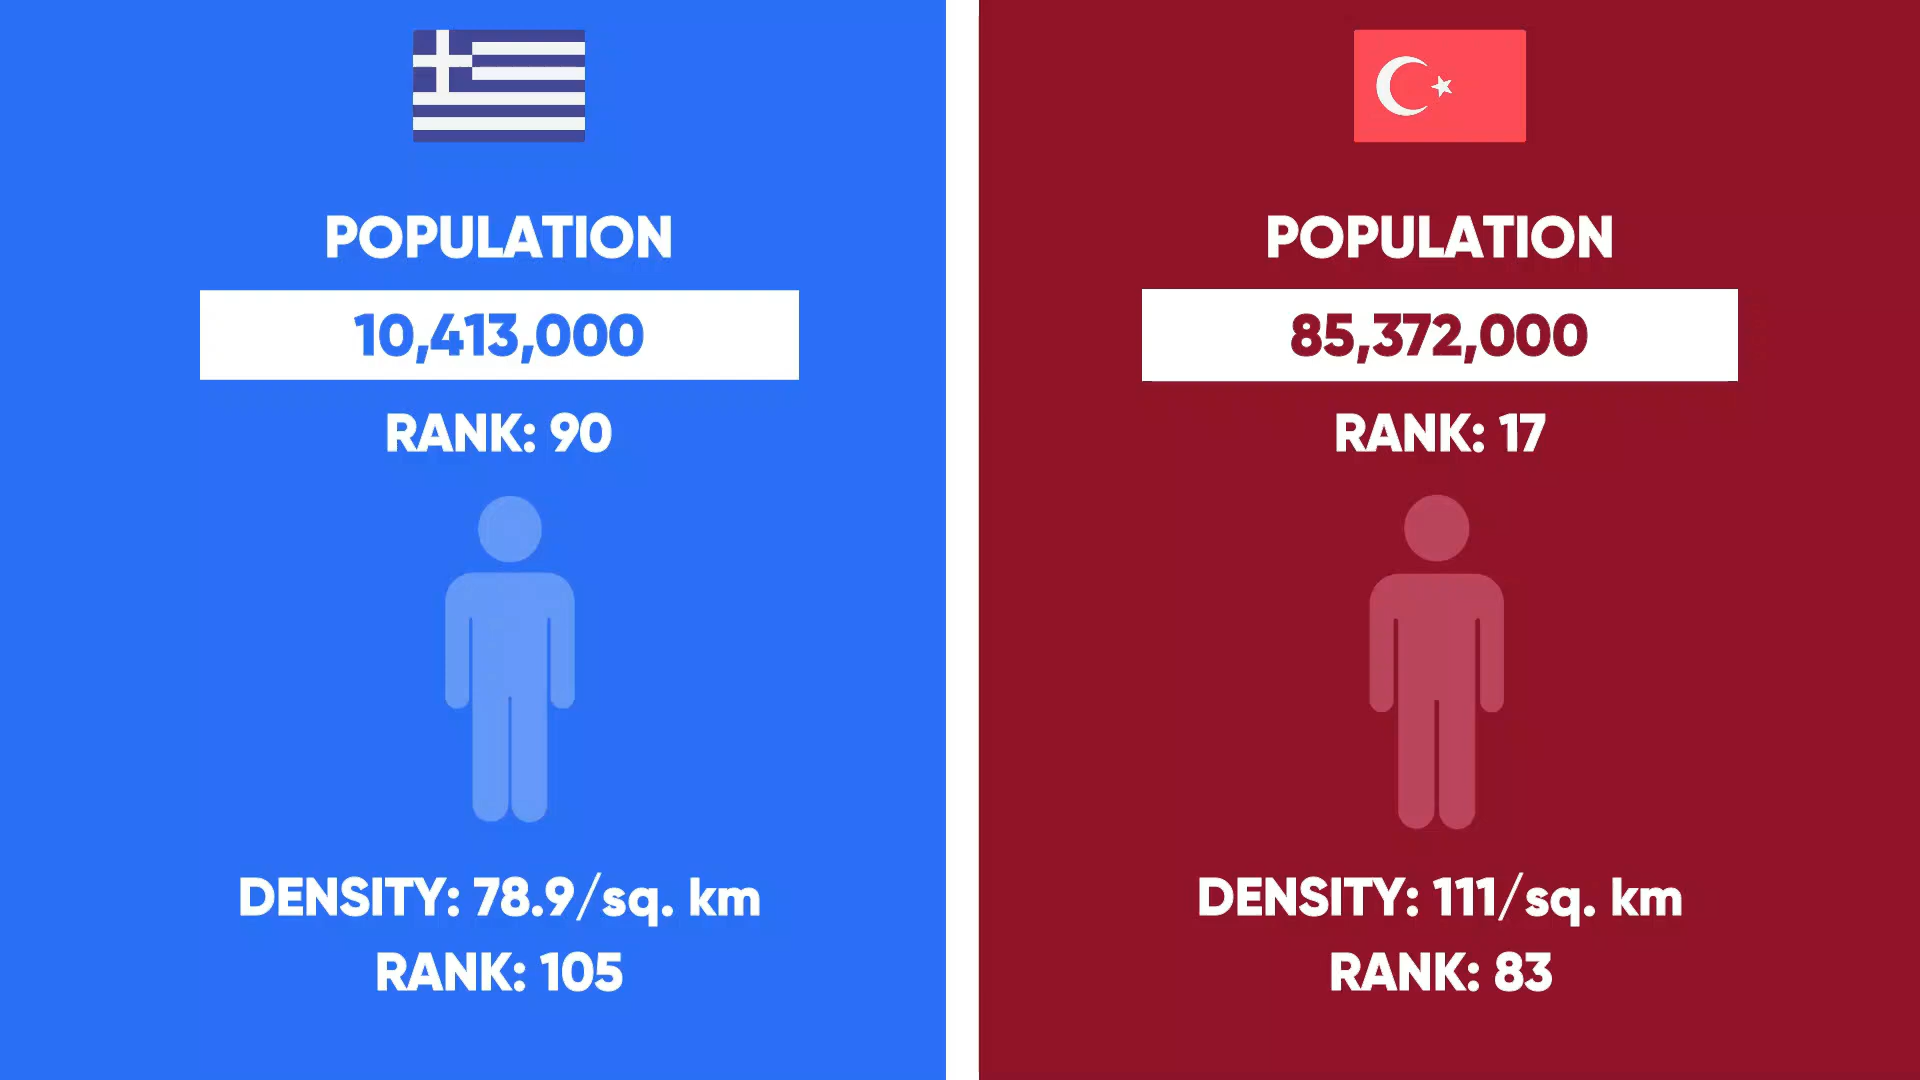 POPULATION
10,413,000
RANK: 90
DENSITY: 78.9/sq. km
RANK: 105
POPULATION
85,372,000
RANK: 17
DENSITY: 111/sq. km
RANK: 83